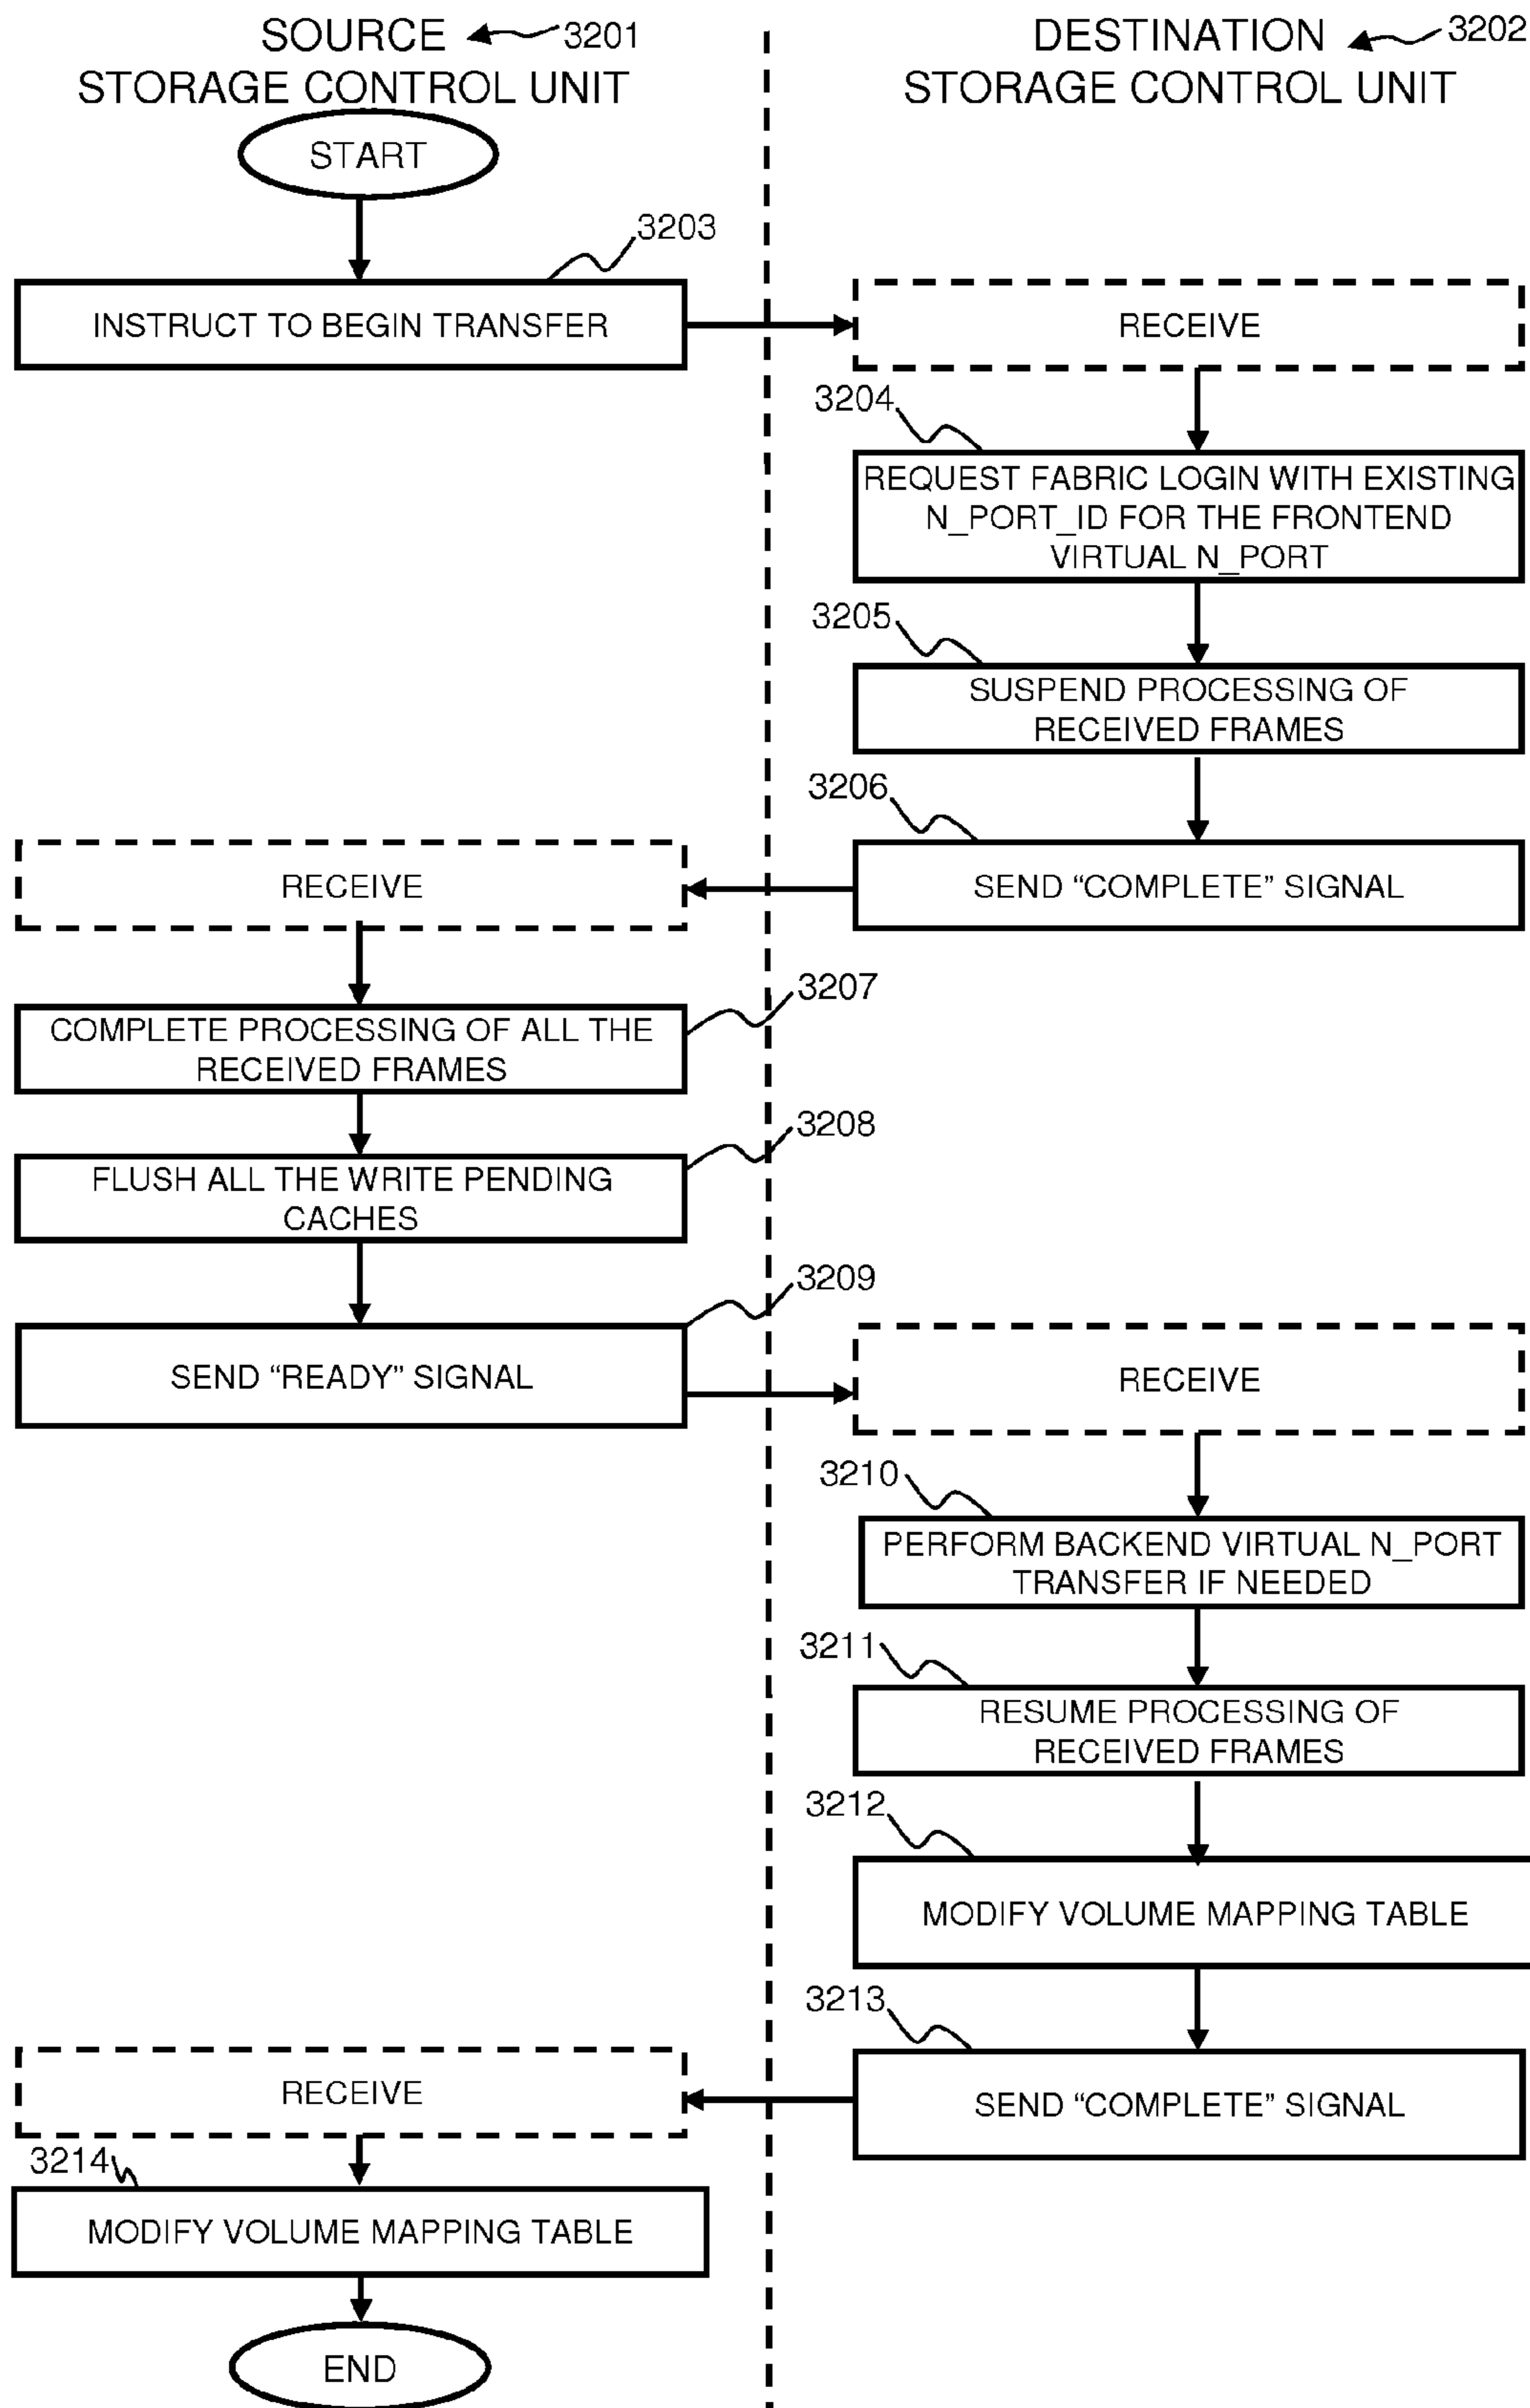 SOURCE 3201
STORAGE CONTROL UNIT
DESTINATION 3202
STORAGE CONTROL UNIT
START
3203
INSTRUCT TO BEGIN TRANSFER
RECEIVE
3204
REQUEST FABRIC LOGIN WITH EXISTING
N_PORT_ID FOR THE FRONTEND
VIRTUAL N_PORT
3205
SUSPEND PROCESSING OF
RECEIVED FRAMES
3206
SEND “COMPLETE” SIGNAL
RECEIVE
3207
COMPLETE PROCESSING OF ALL THE
RECEIVED FRAMES
3208
FLUSH ALL THE WRITE PENDING
CACHES
3209
SEND “READY” SIGNAL
RECEIVE
3210
PERFORM BACKEND VIRTUAL N_PORT
TRANSFER IF NEEDED
3211
RESUME PROCESSING OF
RECEIVED FRAMES
3212
MODIFY VOLUME MAPPING TABLE
3213
SEND “COMPLETE” SIGNAL
RECEIVE
3214
MODIFY VOLUME MAPPING TABLE
END